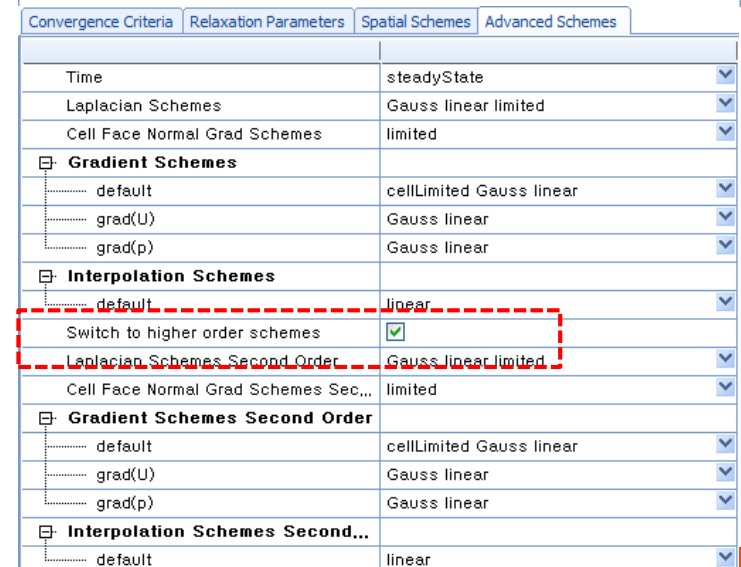 Convergence Criteria Relaxation Parameters Spatial Schemes Advanced Schemes
Time steadyState
Laplacian Schemes Gauss linear limited
Cell Face Normal Grad Schemes limited
Gradient Schemes
default cellLimited Gauss linear
grad(U) Gauss linear
grad(p) Gauss linear
Interpolation Schemes
default linear
Switch to higher order schemes
Laplacian Schemes Second Order Gauss linear limited
Cell Face Normal Grad Schemes Sec... limited
Gradient Schemes Second Order
default cellLimited Gauss linear
grad(U) Gauss linear
grad(p) Gauss linear
Interpolation Schemes Second...
default linear